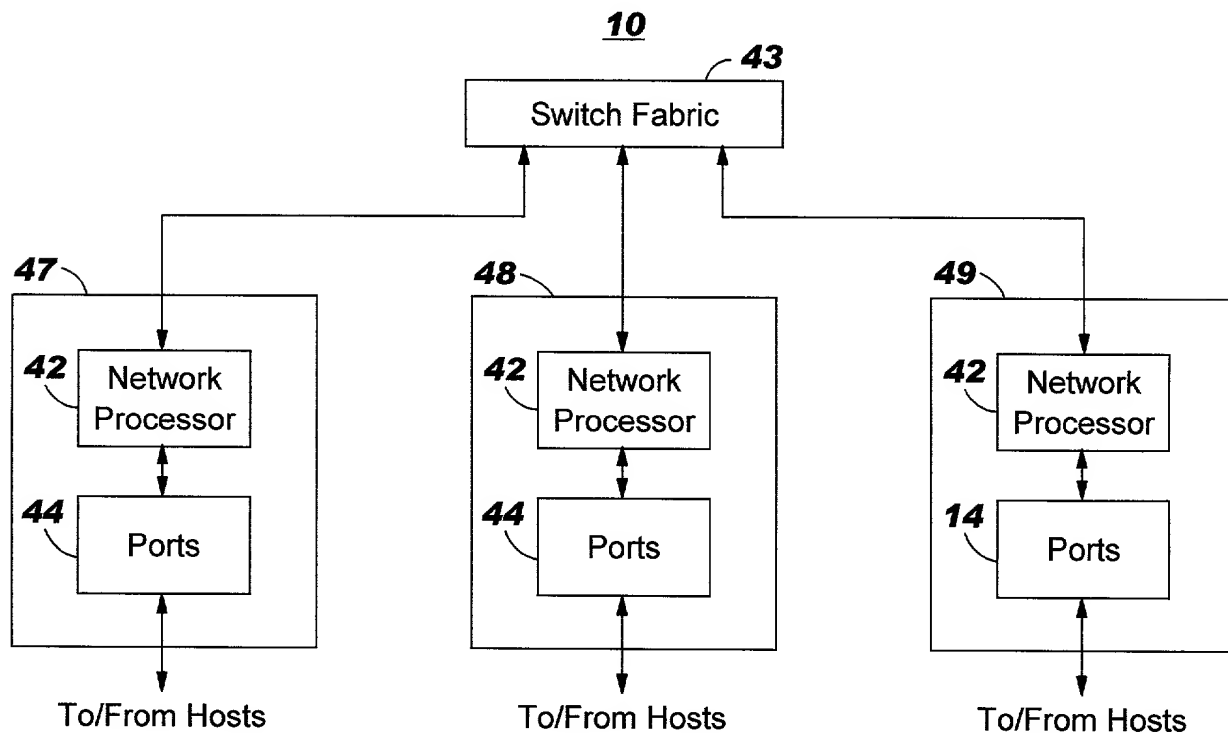 10
43
Switch Fabric
47
48
49
42
Network
Processor
42
Network
Processor
42
Network
Processor
44
Ports
44
Ports
14
Ports
To/From Hosts
To/From Hosts
To/From Hosts